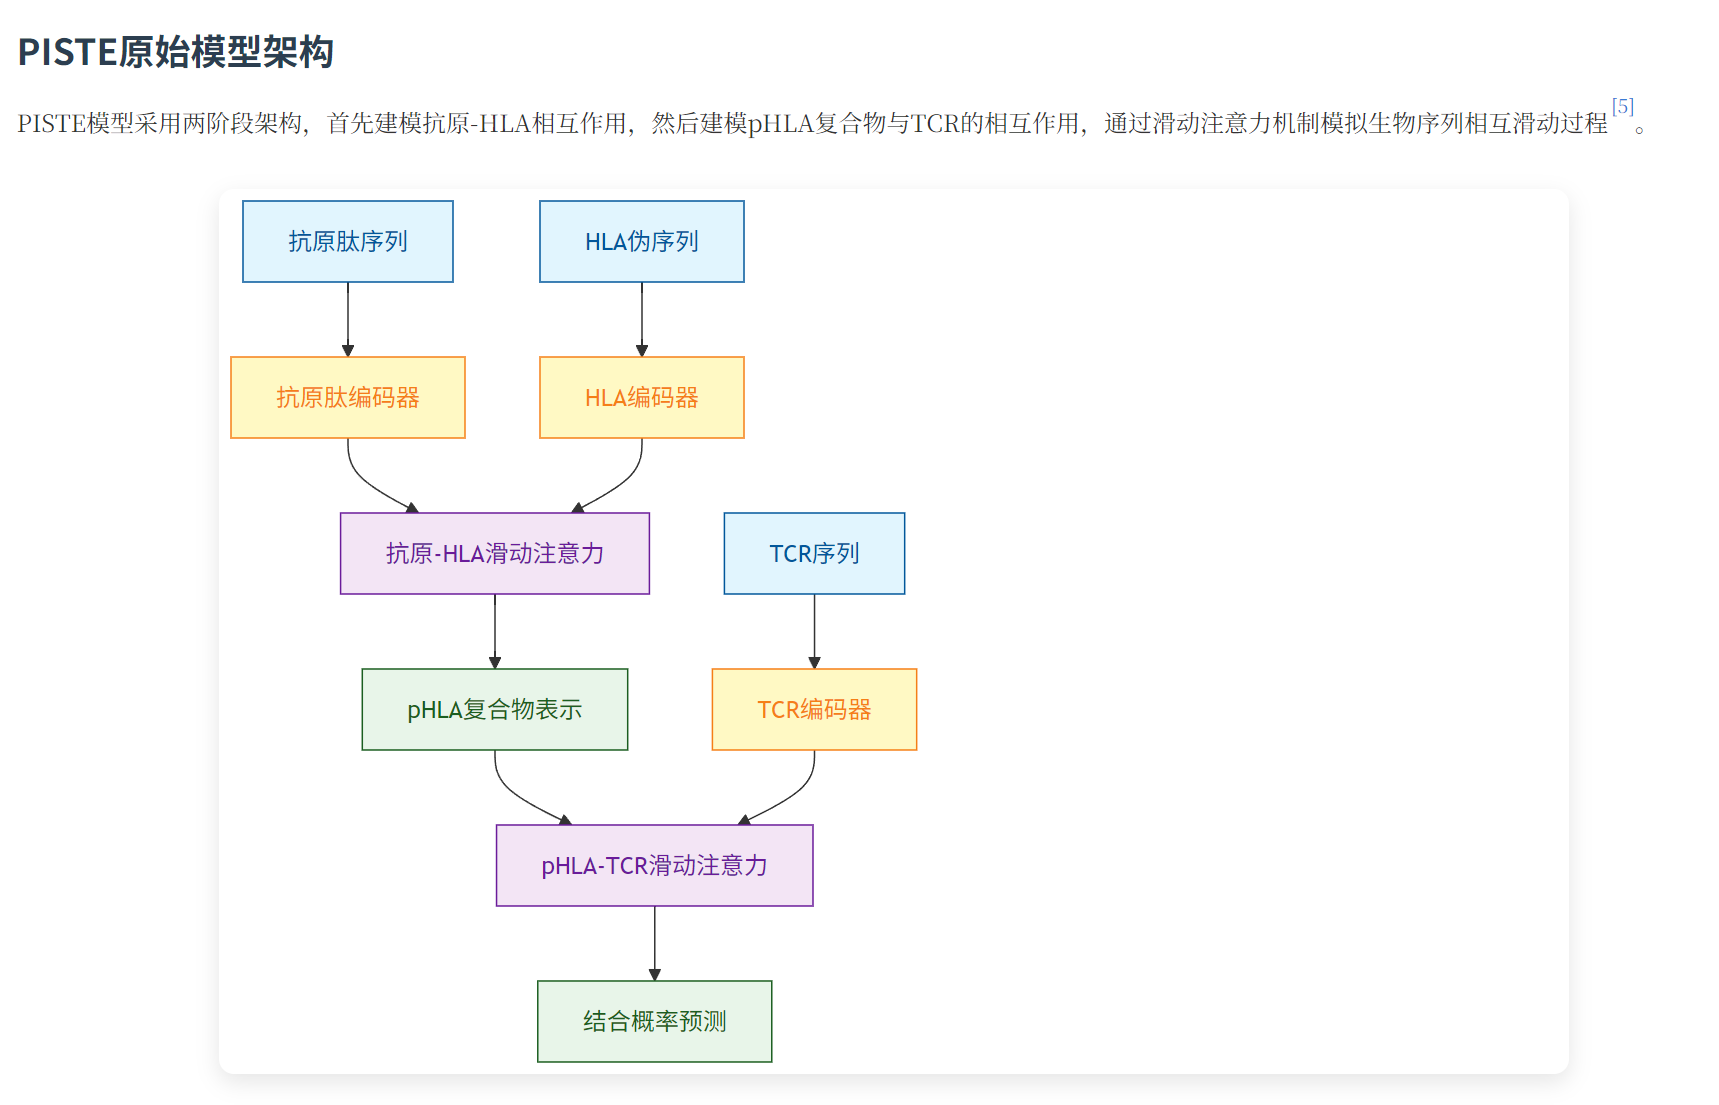 PISTE原始模型架构
PISTE模型采用两阶段架构，首先建模抗原-HLA相互作用，然后建模pHLA复合物与TCR的相互作用，通过滑动注意力机制模拟生物序列相互滑动过程[5]。
抗原肽序列
HLA伪序列
抗原肽编码器
HLA编码器
抗原-HLA滑动注意力
TCR序列
pHLA复合物表示
TCR编码器
pHLA-TCR滑动注意力
结合概率预测